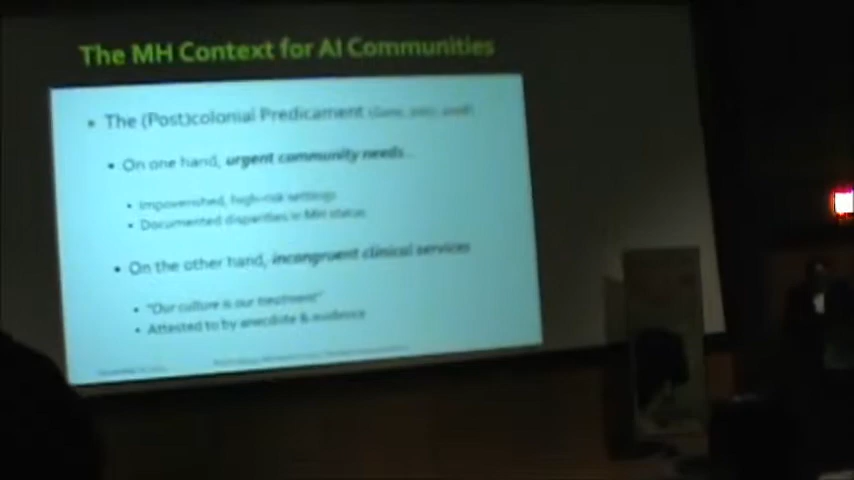 The MH Context for AI Communities
• The (Post)colonial Predicament
• On one hand, urgent community needs...
• Impoverished, high-risk settings
• Documented disparities in MH status
• On the other hand, incongruent clinical services
• "Our culture is our treatment"
• Attested to by anecdote & evidence